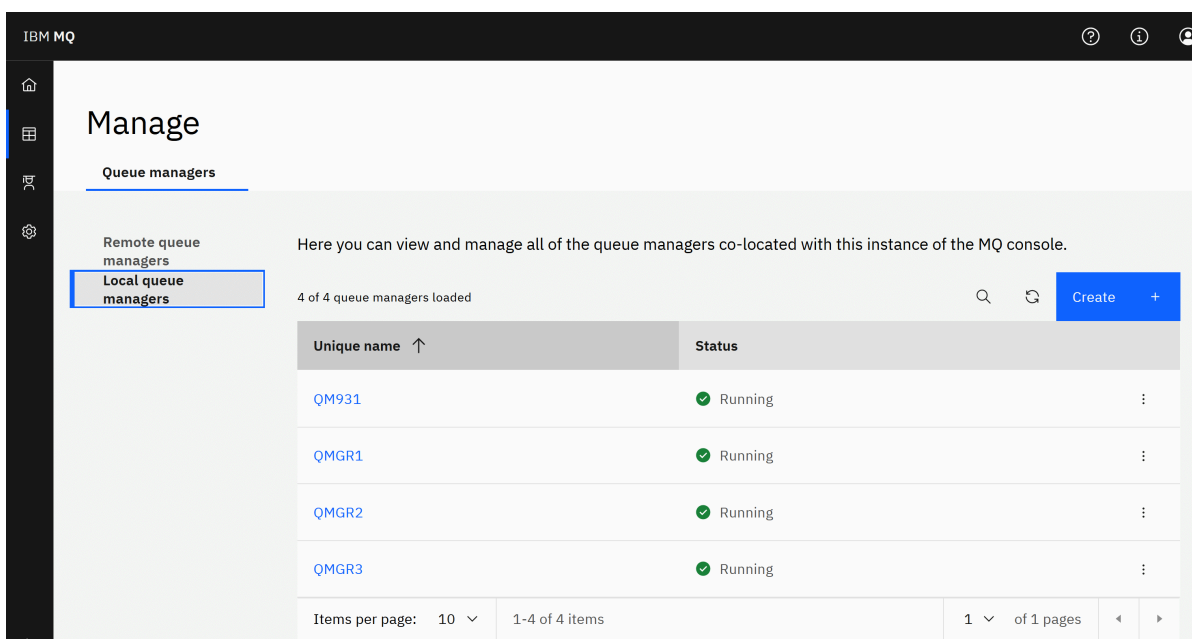 IBM MQ
Manage
Queue managers
Remote queue
managers
Local queue
managers
Here you can view and manage all of the queue managers co-located with this instance of the MQ console.
4 of 4 queue managers loaded
Create +
Unique name Status
QM931 Running
QMGR1 Running
QMGR2 Running
QMGR3 Running
Items per page: 10 1-4 of 4 items 1 of 1 pages